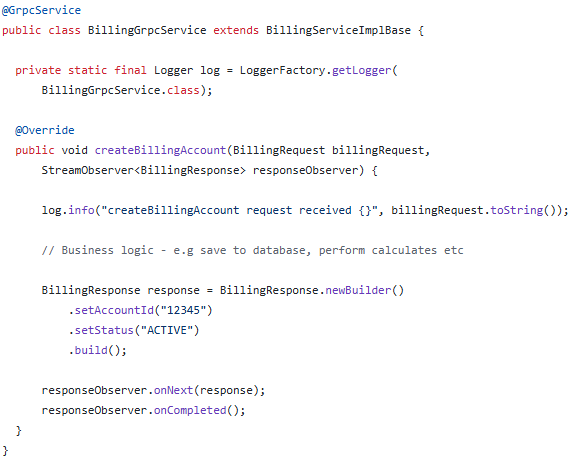 @GrpcService
public class BillingGrpcService extends BillingServiceImplBase {
private static final Logger log = LoggerFactory.getLogger(
BillingGrpcService.class);
@Override
public void createBillingAccount(BillingRequest billingRequest,
StreamObserver<BillingResponse> responseObserver) {
log.info("createBillingAccount request received {}", billingRequest.toString());
// Business logic - e.g save to database, perform calculates etc
BillingResponse response = BillingResponse.newBuilder()
.setAccountId("12345")
.setStatus("ACTIVE")
.build();
responseObserver.onNext(response);
responseObserver.onCompleted();
}
}